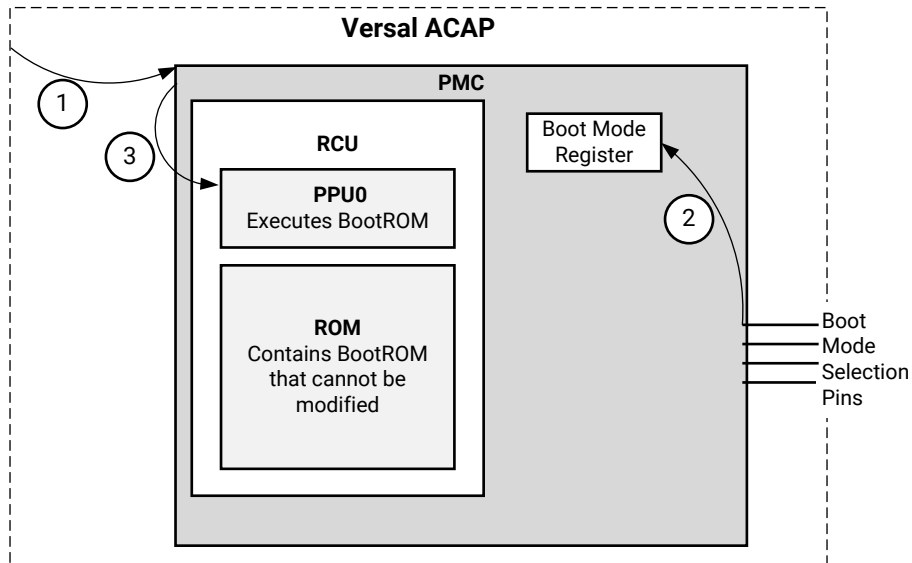 Versal ACAP
PMC
1
3
RCU
Boot Mode
Register
PPU0
Executes BootROM
2
ROM
Contains BootROM
that cannot be
modified
Boot
Mode
Selection
Pins